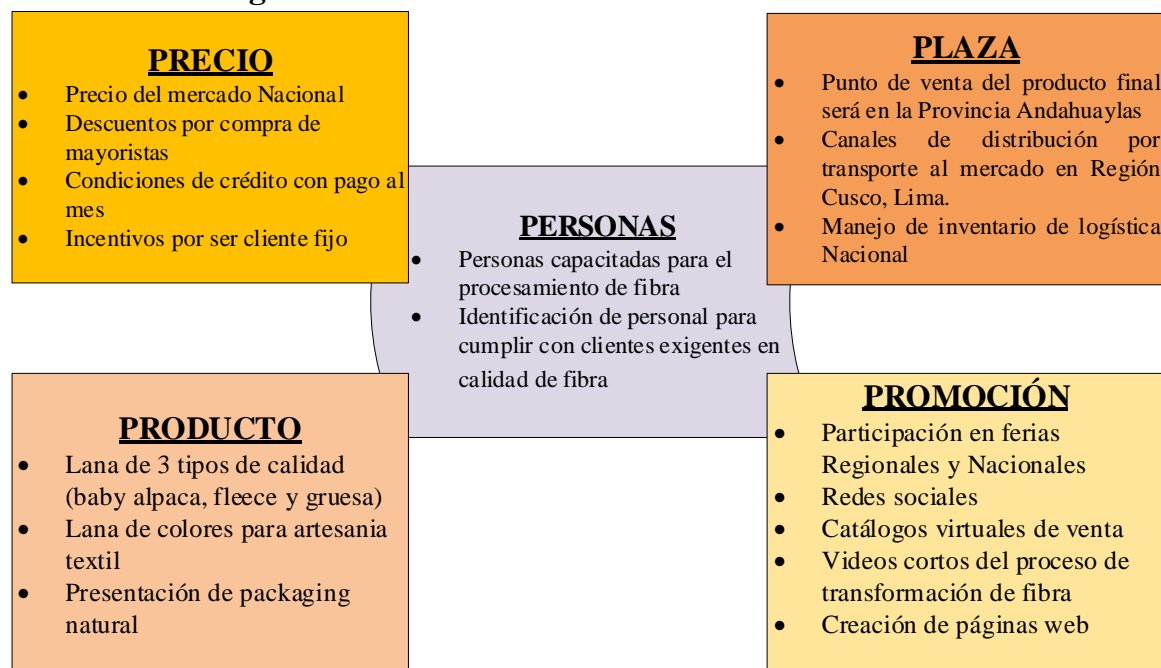 PRECIO
• Precio del mercado Nacional
• Descuentos por compra de
mayoristas
• Condiciones de crédito con pago al
mes
• Incentivos por ser cliente fijo
PLAZA
• Punto de venta del producto final
será en la Provincia Andahuaylas
• Canales de distribución por
transporte al mercado en Región
Cusco, Lima.
• Manejo de inventario de logística
Nacional
PERSONAS
• Personas capacitadas para el
procesamiento de fibra
• Identificación de personal para
cumplir con clientes exigentes en
calidad de fibra
PRODUCTO
• Lana de 3 tipos de calidad
(baby alpaca, fleece y gruesa)
• Lana de colores para artesania
textil
• Presentación de packaging
natural
PROMOCIÓN
• Participación en ferias
Regionales y Nacionales
• Redes sociales
• Catálogos virtuales de venta
• Videos cortos del proceso de
transformación de fibra
• Creación de páginas web